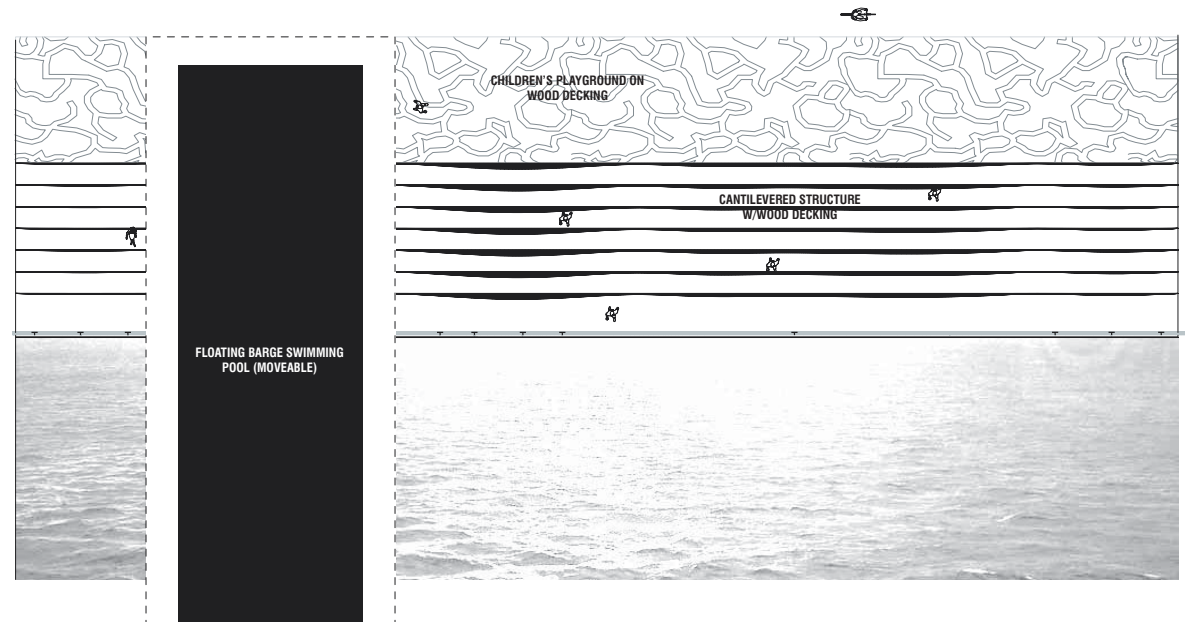 CHILDREN'S PLAYGROUND ON
WOOD DECKING
CANTILEVERED STRUCTURE
W/WOOD DECKING
FLOATING BARGE SWIMMING
POOL (MOVEABLE)